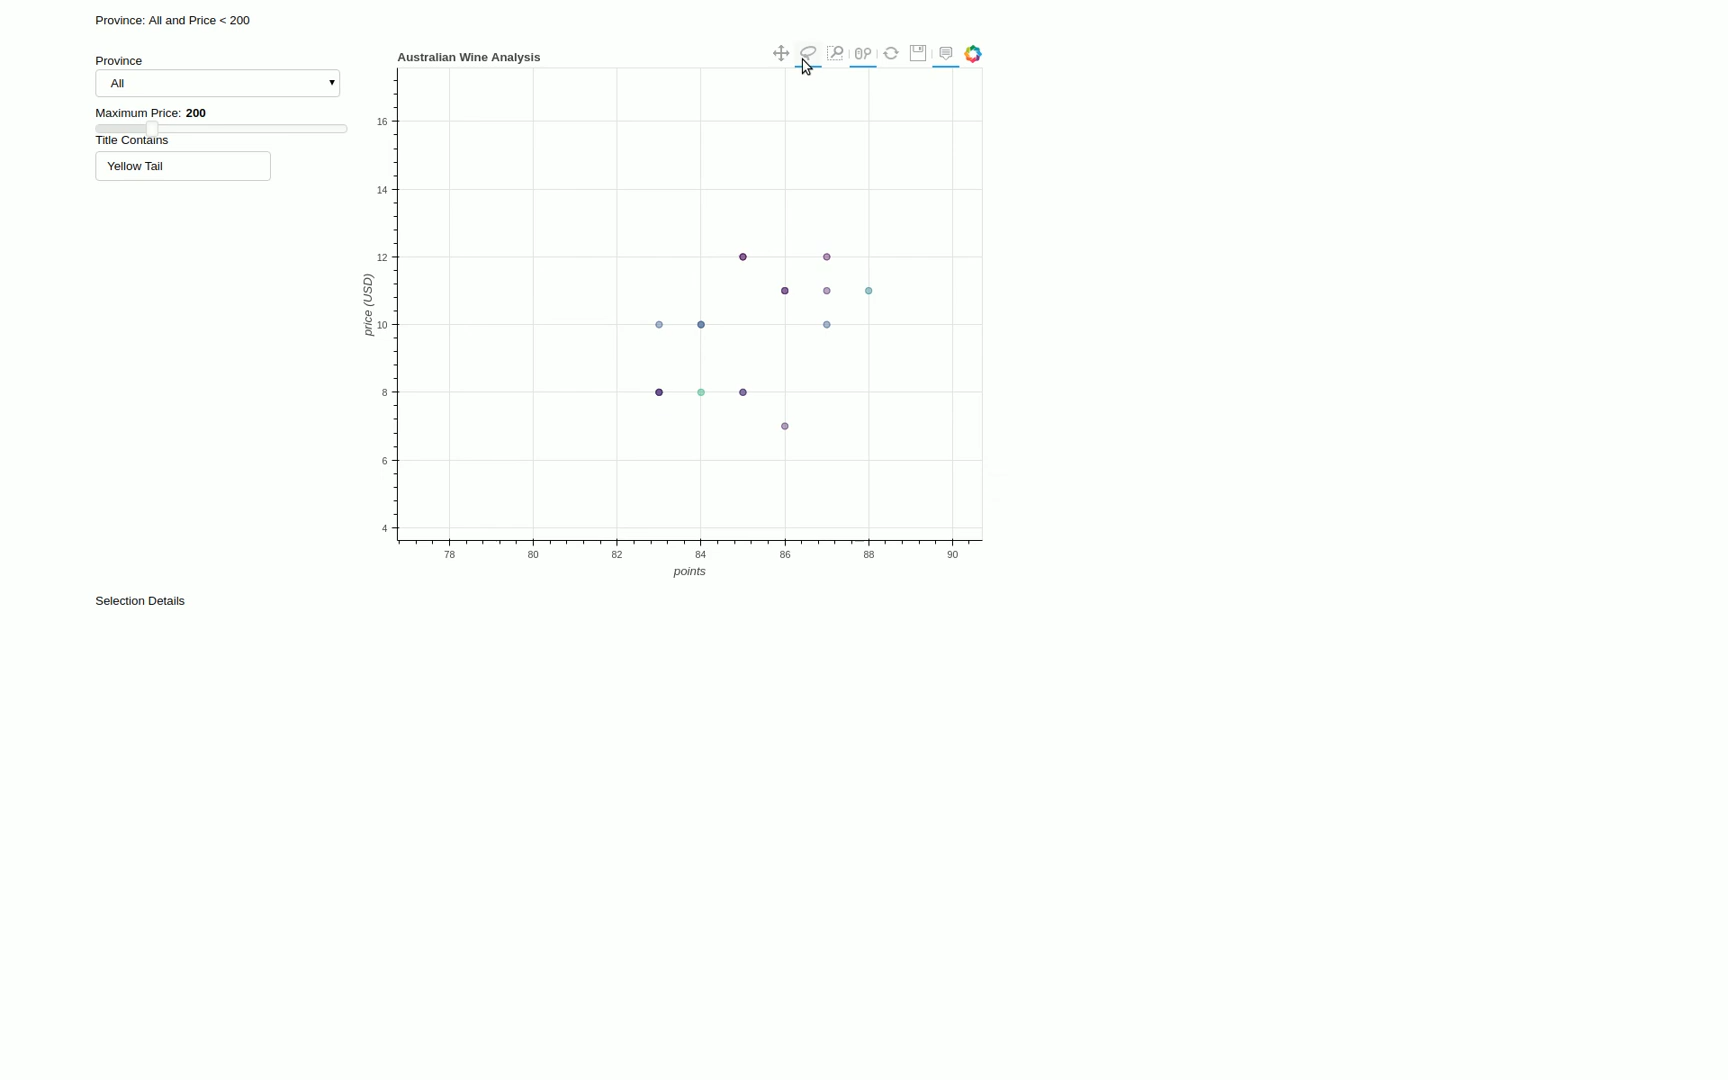 Province: All and Price < 200
Province
All
Maximum Price: 200
Title Contains
Yellow Tail
Australian Wine Analysis
16
14
12
10
8
6
4
price (USD)
78 80 82 84 86 88 90
points
Selection Details